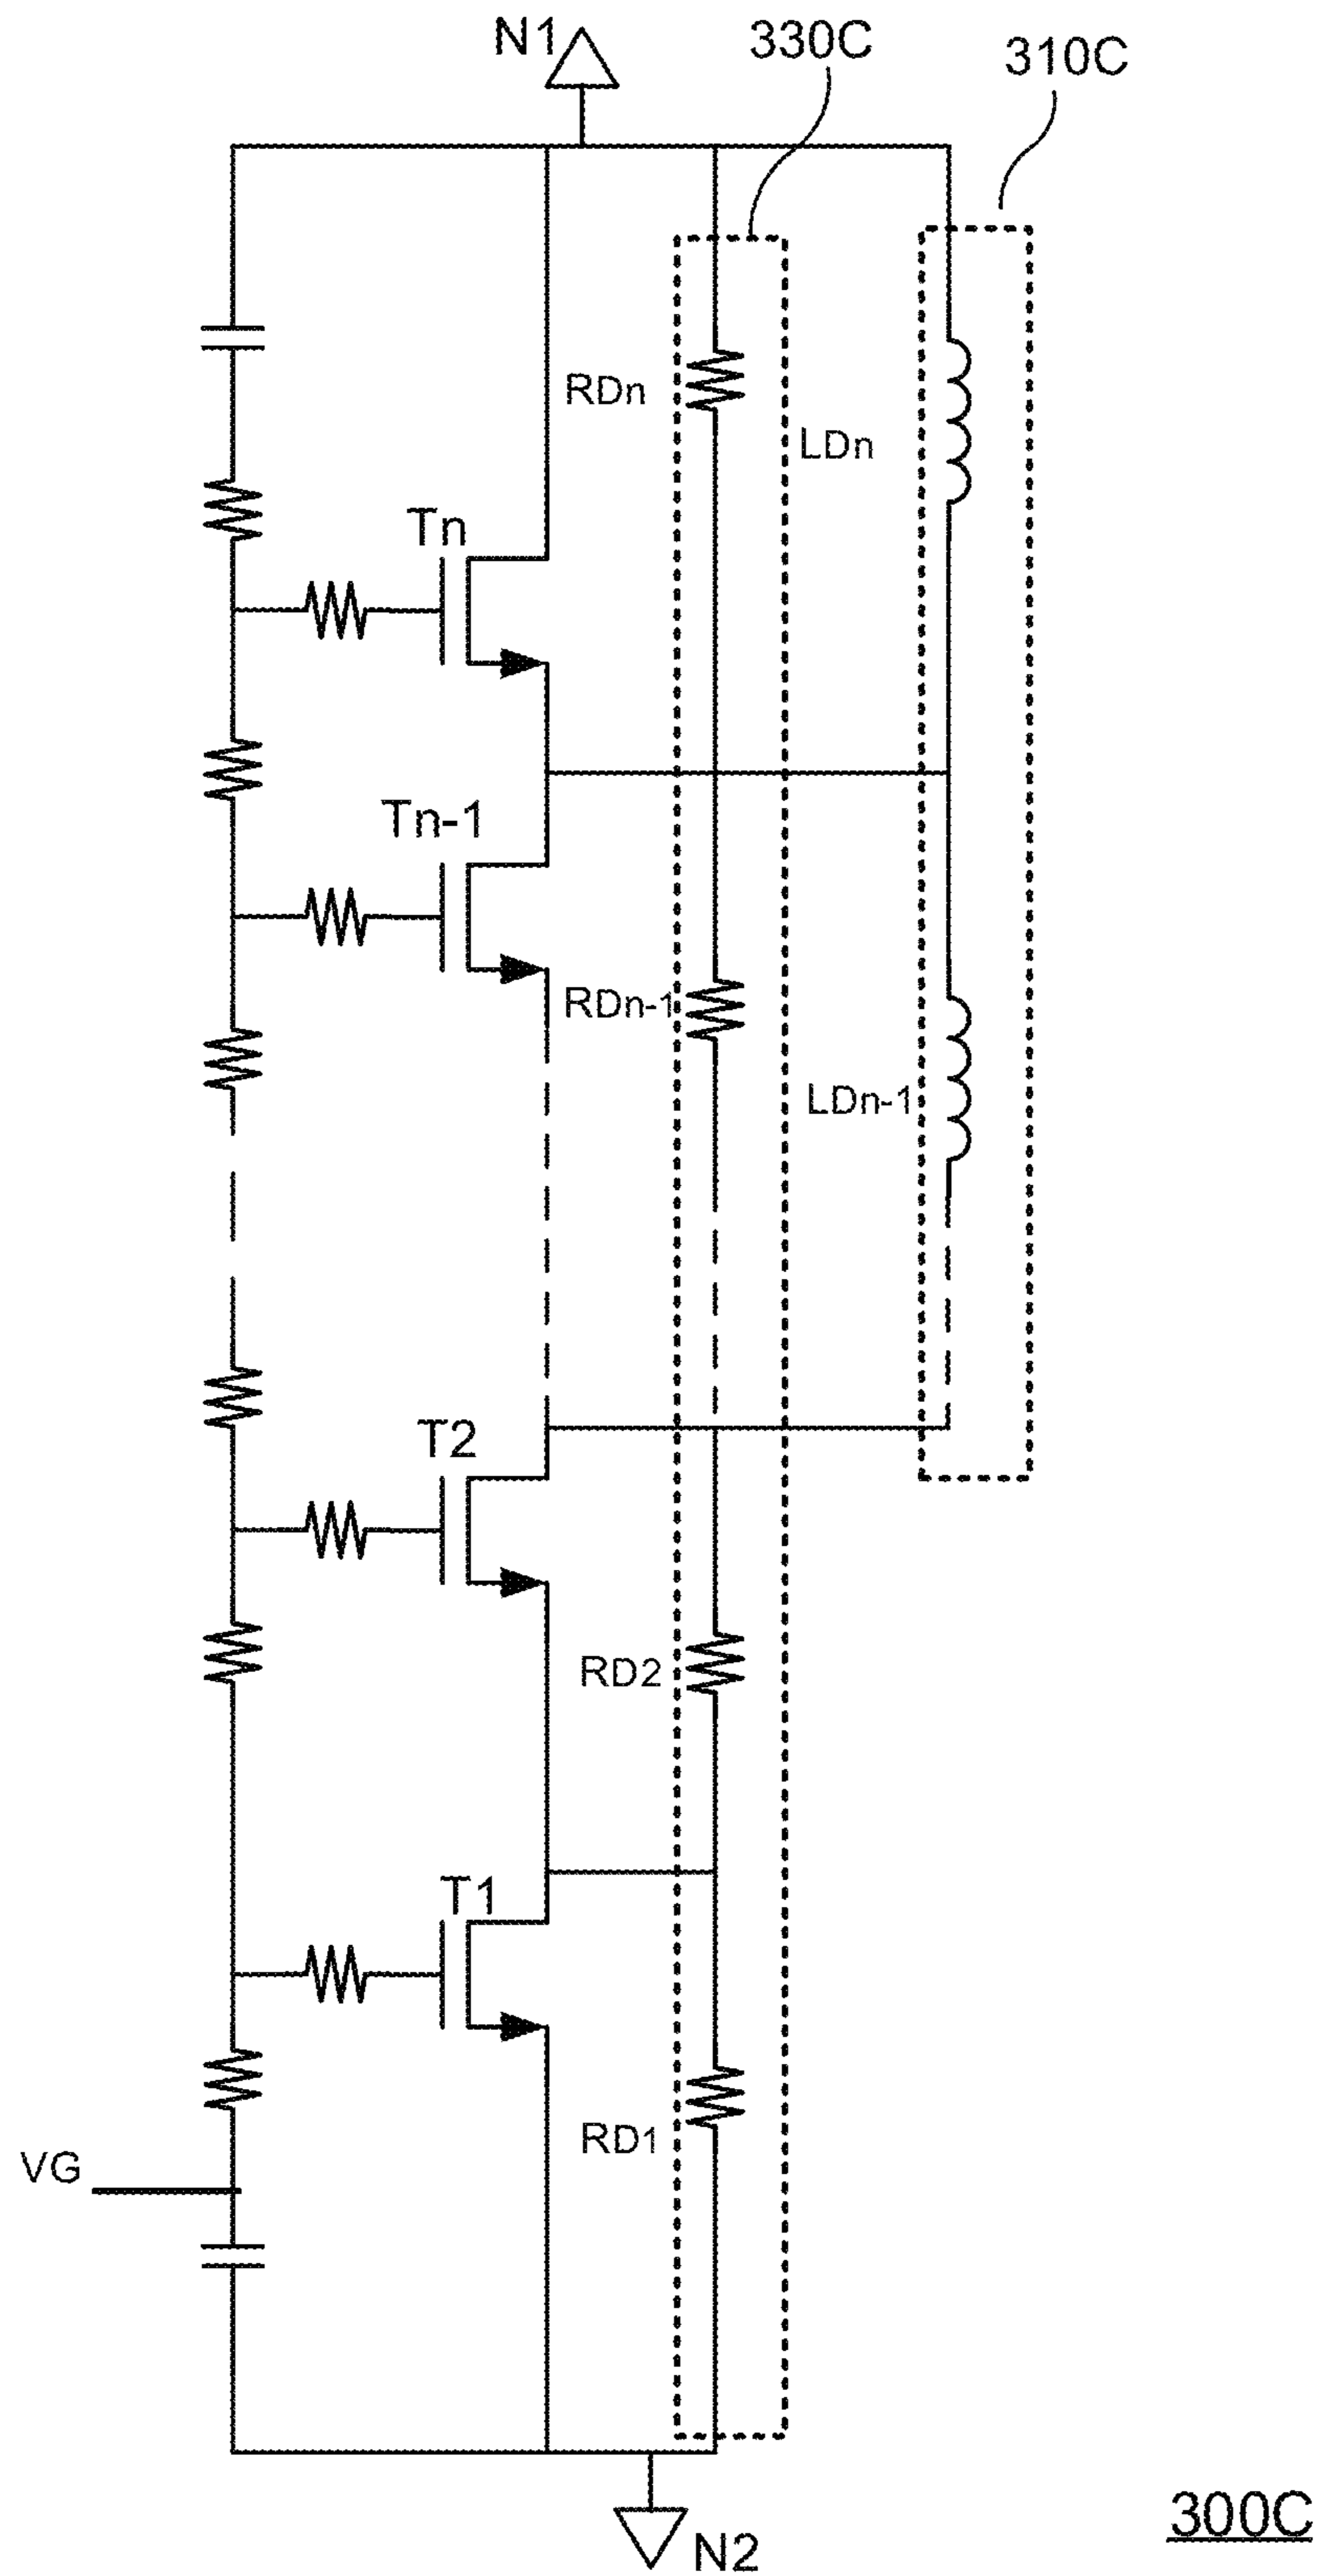 N1
330C
310C
RDn
LDn
Tn
Tn-1
RDn-1
LDn-1
T2
RD2
T1
RD1
VG
N2
300C